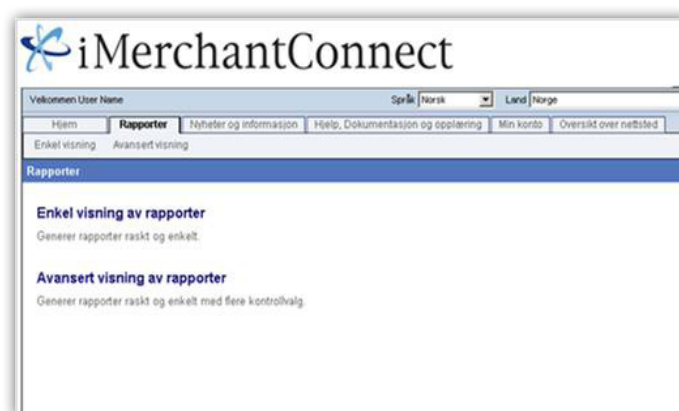 iMerchantConnect
Velkommen User Name Språk Norsk Land Norge
Hjem Rapporter Nyheter og informasjon Hjelp, Dokumentasjon og opplæring Min konto Oversikt over nettsted
Enkel visning Avansert visning
Rapporter
Enkel visning av rapporter
Generer rapporter raskt og enkelt.
Avansert visning av rapporter
Generer rapporter raskt og enkelt med flere kontrollvalg.